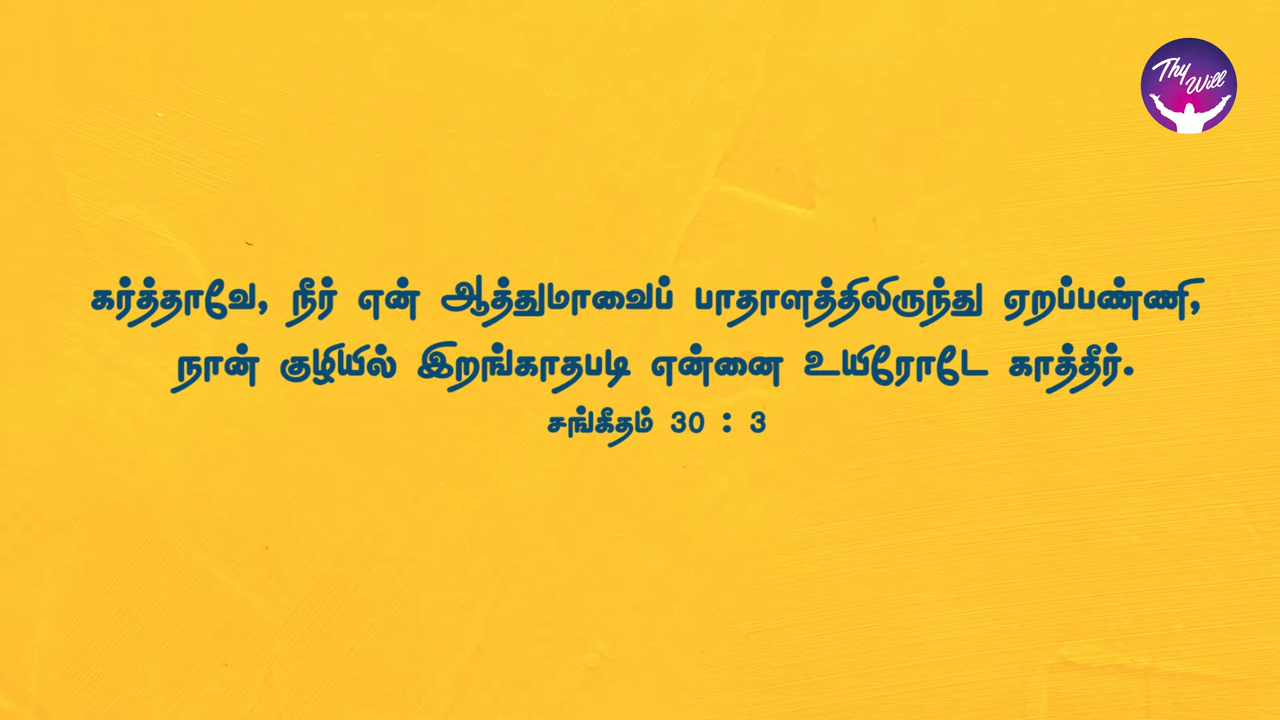 Thy
Will
கர்த்தாவே, நீர் என் ஆத்துமாவைப் பாதாளத்திலிருந்து ஏறப்பண்ணி,
நான் குழியில் இறங்காதபடி என்னை உயிரோடே காத்தீர்.
சங்கீதம் 30 : 3